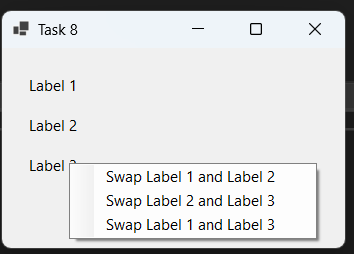 Task 8
Label 1
Label 2
Label
Swap Label 1 and Label 2
Swap Label 2 and Label 3
Swap Label 1 and Label 3